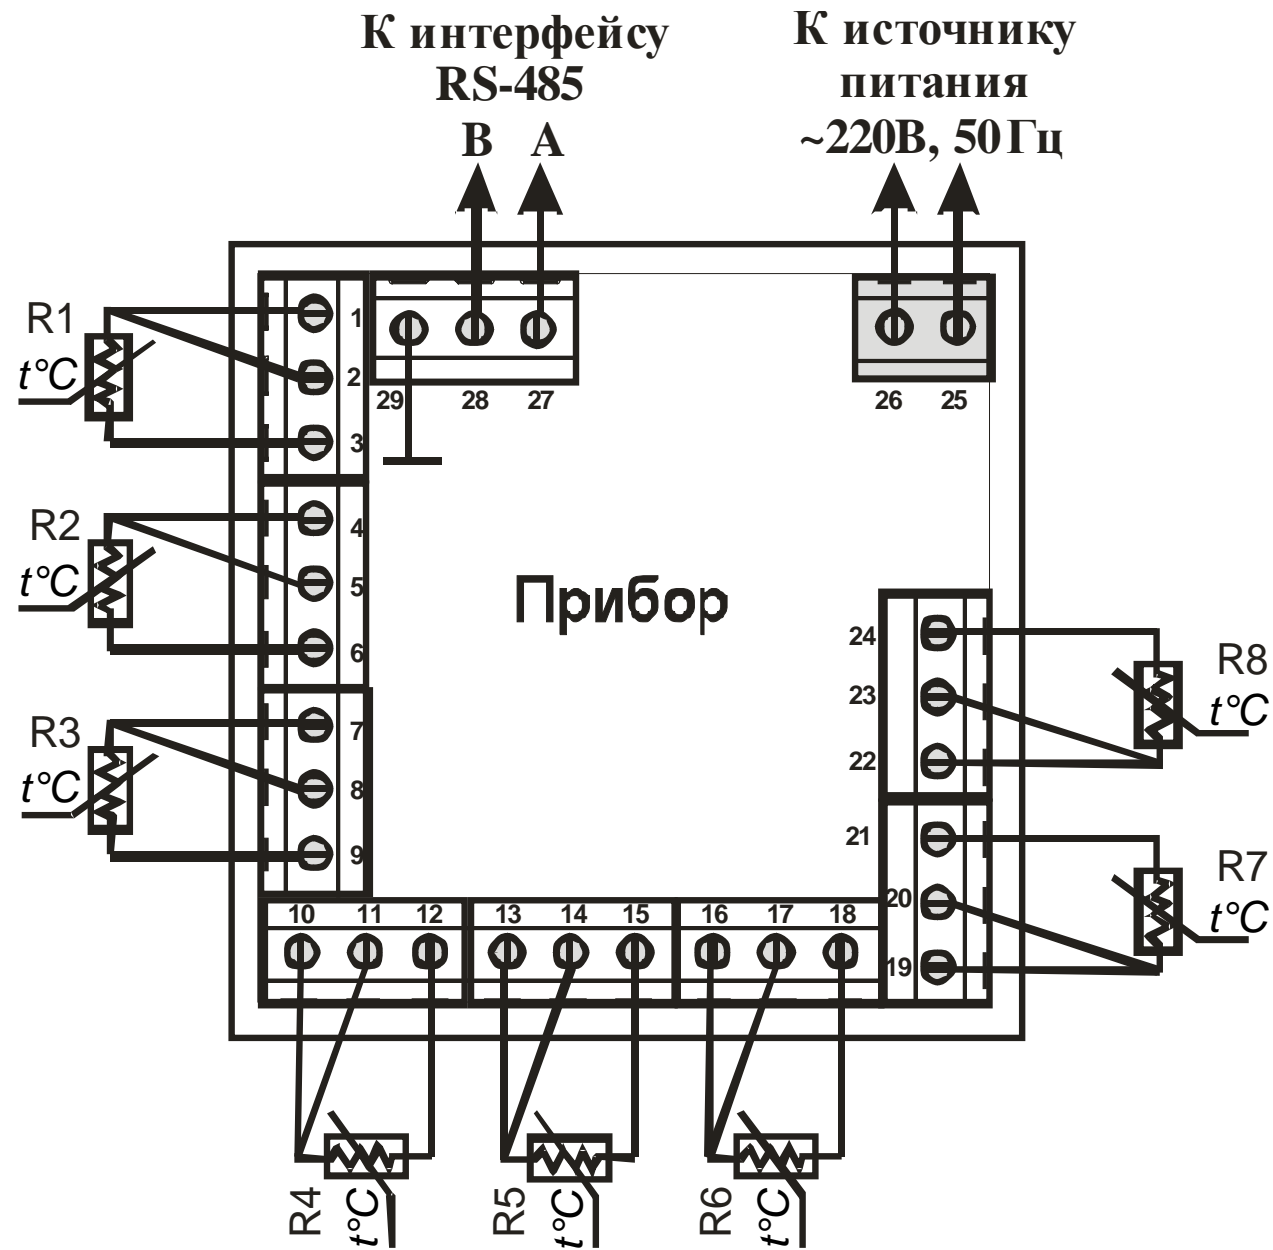 К интерфейсу
RS-485
B A
К источнику
питания
~220В, 50 Гц
R1
t°C
1
2
3
29 28 27
26 25
R2
t°C
4
5
6
Прибор
R3
t°C
7
8
9
24
23
22
R8
t°C
21
20
19
R7
t°C
10 11 12 13 14 15 16 17 18
R4
t°C
R5
t°C
R6
t°C